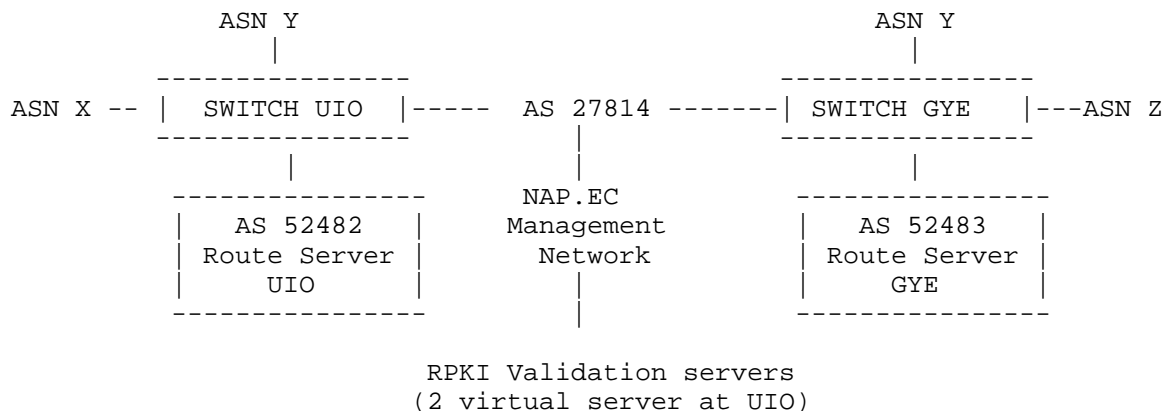 ASN Y ASN Y
ASN X -- | SWITCH UIO |----- AS 27814 -------| SWITCH GYE |---ASN Z
NAP.EC
AS 52482 Management AS 52483
Route Server Network Route Server
UIO GYE
RPKI Validation servers
(2 virtual server at UIO)